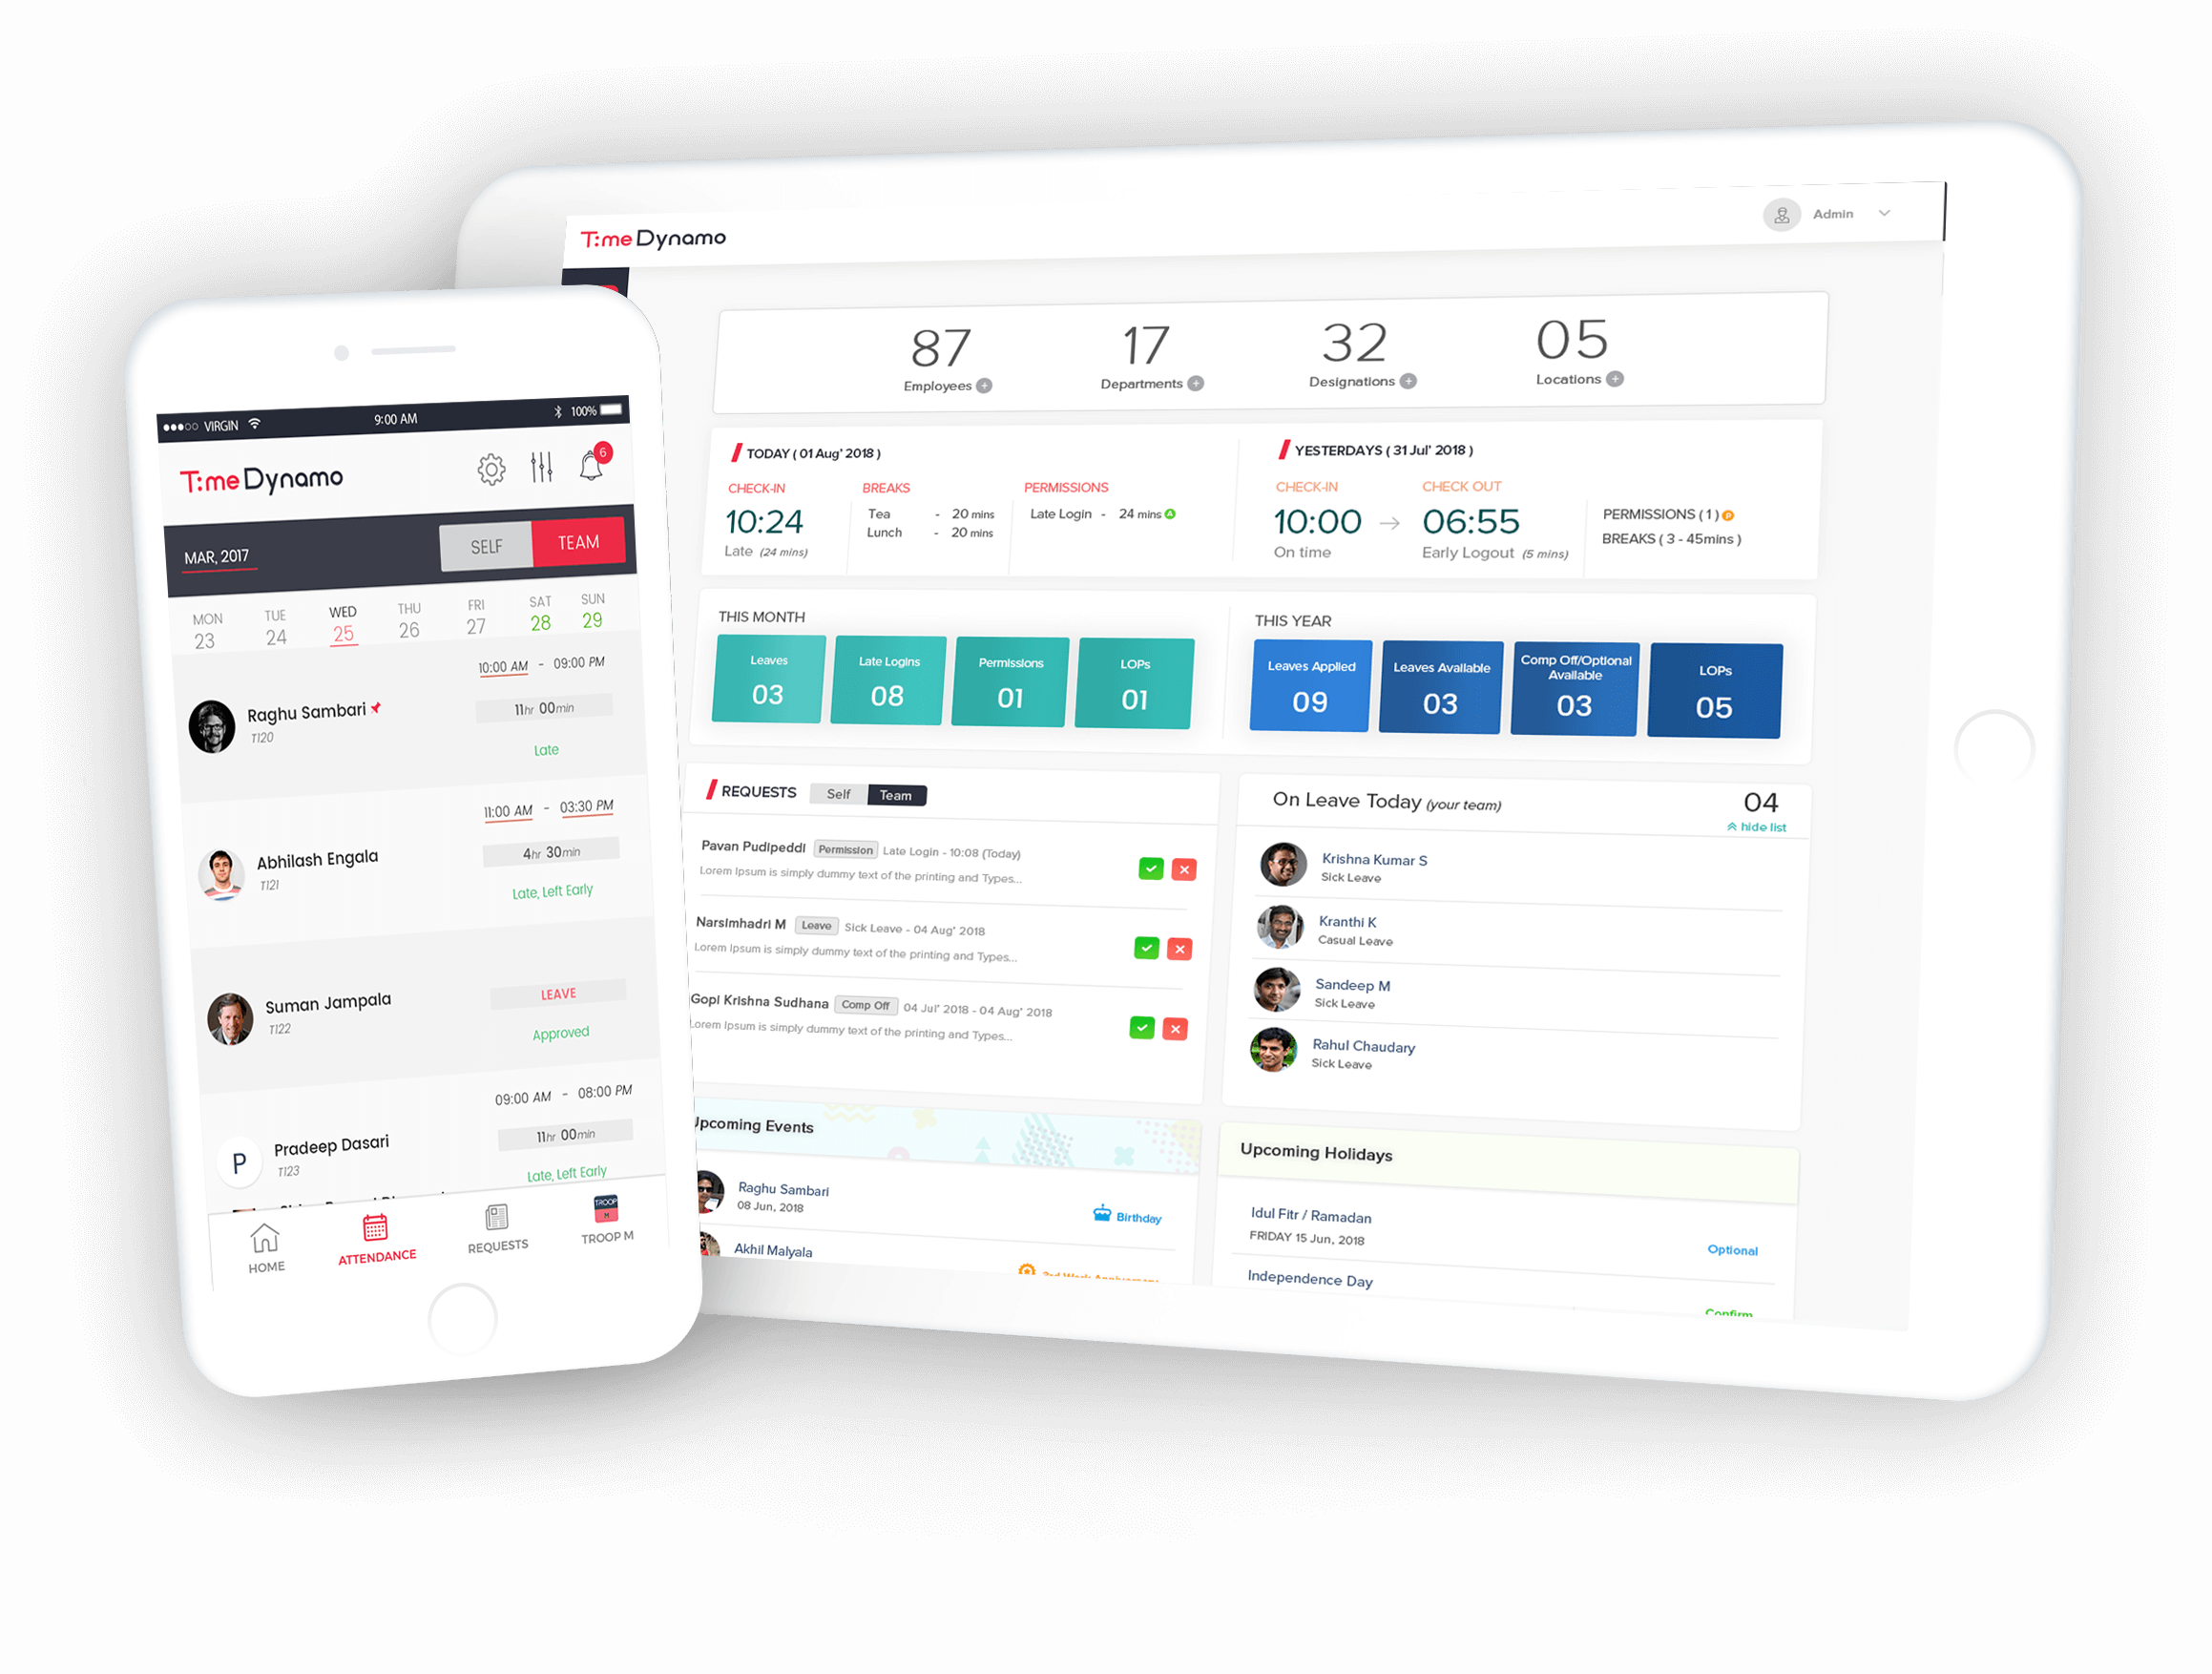 VIRGIN 9:00 AM 100%
T:me Dynamo
6
MAR, 2017 SELF TEAM
MON TUE WED THU FRI SAT SUN
23 24 25 26 27 28 29
10:00 AM - 09:00 PM
Raghu Sambari
TI20
11hr 00min
Late
11:00 AM - 03:30 PM
Abhilash Engala
TI21
4hr 30min
Late, Left Early
Suman Jampala
TI22
LEAVE
Approved
09:00 AM - 08:00 PM
P
Pradeep Dasari
TI23
11hr 00min
Late, Left Early
TROOP
M
HOME ATTENDANCE REQUESTS TROOP M
T:me Dynamo
Admin
87 17 32 05
Employees + Departments + Designations + Locations +
TODAY ( 01 Aug' 2018 )
CHECK-IN BREAKS PERMISSIONS
10:24
Late (24 mins)
Tea - 20 mins
Lunch - 20 mins
Late Login - 24 mins A
YESTERDAYS ( 31 Jul' 2018 )
CHECK-IN CHECK OUT
10:00 → 06:55
On time Early Logout (5 mins)
PERMISSIONS ( 1 ) P
BREAKS ( 3 - 45mins )
THIS MONTH
Leaves Late Logins Permissions LOPs
03 08 01 01
THIS YEAR
Leaves Applied
09
Leaves Available
03
Comp Off/Optional
Available
03
LOPs
05
REQUESTS Self Team
Pavan Pudipeddi Permission Late Login - 10:08 (Today)
Lorem Ipsum is simply dummy text of the printing and Types...
Narsimhadri M Leave Sick Leave - 04 Aug' 2018
Lorem Ipsum is simply dummy text of the printing and Types...
Gopi Krishna Sudhana Comp Off 04 Jul' 2018 - 04 Aug' 2018
Lorem Ipsum is simply dummy text of the printing and Types...
On Leave Today (your team) 04
hide list
Krishna Kumar S
Sick Leave
Kranthi K
Casual Leave
Sandeep M
Sick Leave
Rahul Chaudary
Sick Leave
Upcoming Events
Raghu Sambari
08 Jun, 2018
Birthday
Akhil Malyala
3rd Work Anniversary
Upcoming Holidays
Idul Fitr / Ramadan
FRIDAY 15 Jun, 2018
Optional
Independence Day
Confirm